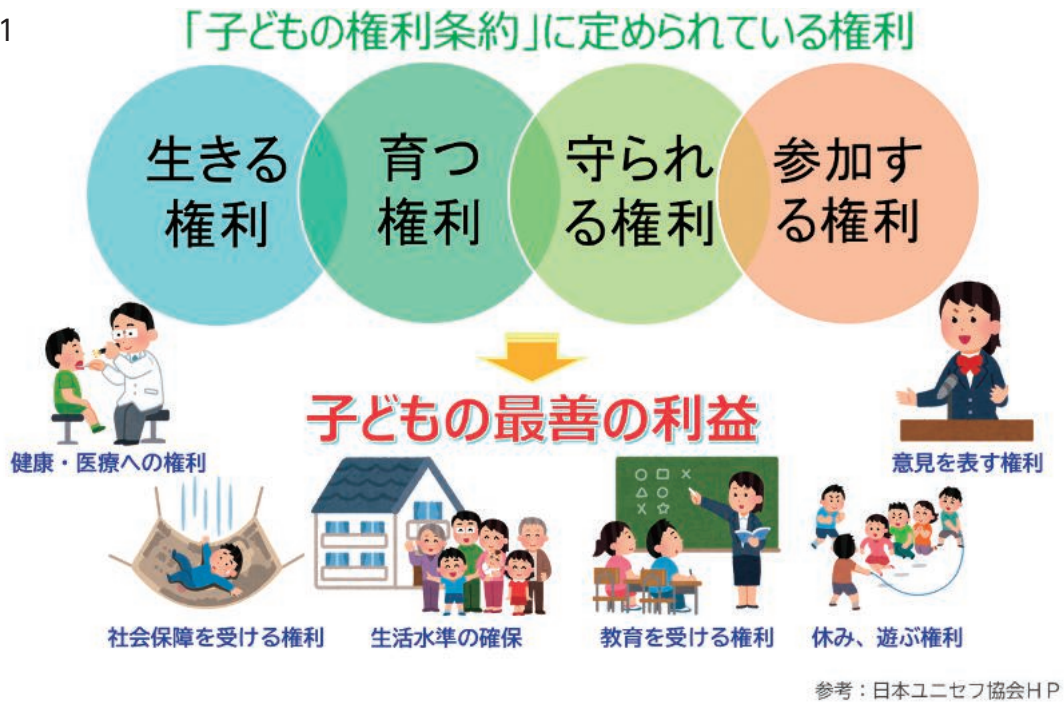 1
「子どもの権利条約」に定められている権利
生きる
権利
育つ
権利
守られ
る権利
参加す
る権利
子どもの最善の利益
健康・医療への権利
意見を表す権利
社会保障を受ける権利
生活水準の確保
教育を受ける権利
休み、遊ぶ権利
参考：日本ユニセフ協会HP